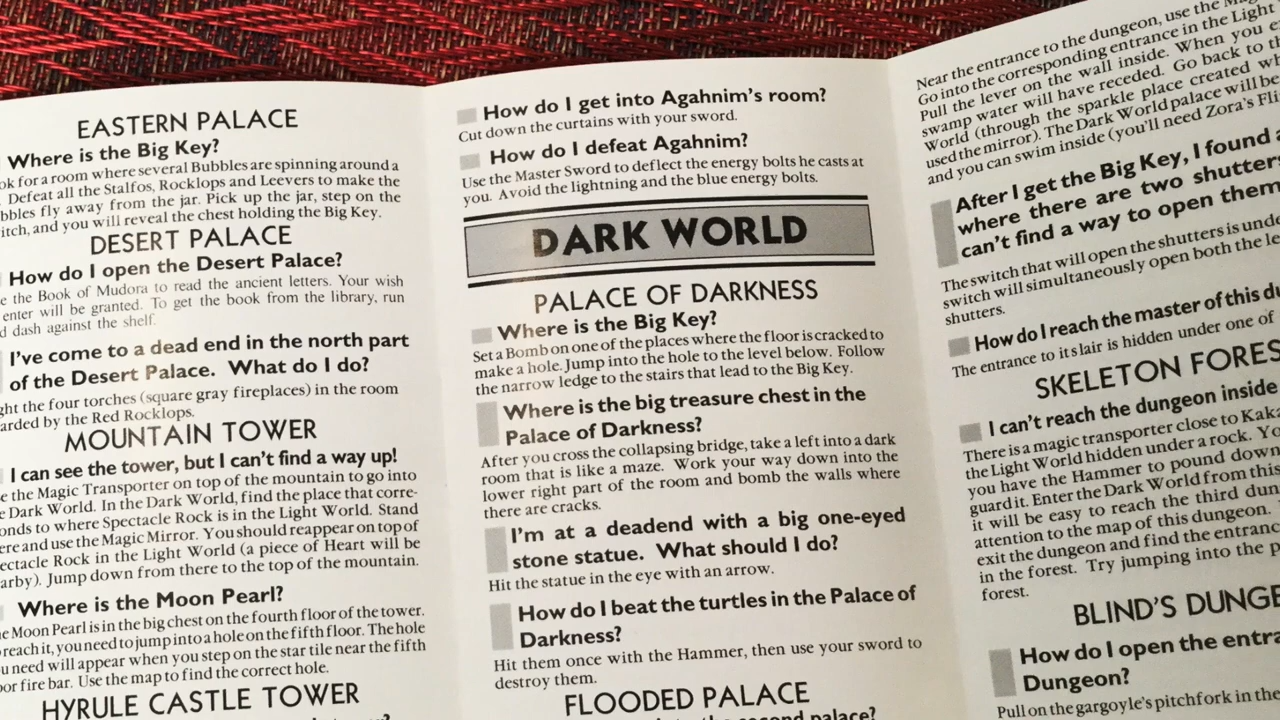 EASTERN PALACE
Where is the Big Key?
ok for a room where several Bubbles are spinning around a
. Defeat all the Stalfos, Rocklops and Leevers to make the
bbles fly away from the jar. Pick up the jar, step on the
itch, and you will reveal the chest holding the Big Key.
DESERT PALACE
How do I open the Desert Palace?
e the Book of Mudora to read the ancient letters. Your wish
enter will be granted. To get the book from the library, run
d dash against the shelf.
I've come to a dead end in the north part
of the Desert Palace. What do I do?
ght the four torches (square gray fireplaces) in the room
arded by the Red Rocklops.
MOUNTAIN TOWER
I can see the tower, but I can't find a way up!
e the Magic Transporter on top of the mountain to go into
e Dark World. In the Dark World, find the place that corre-
onds to where Spectacle Rock is in the Light World. Stand
ere and use the Magic Mirror. You should reappear on top of
ectacle Rock in the Light World (a piece of Heart will be
arby). Jump down from there to the top of the mountain.
Where is the Moon Pearl?
e Moon Pearl is in the big chest on the fourth floor of the tower.
reach it, you need to jump into a hole on the fifth floor. The hole
u need will appear when you step on the star tile near the fifth
oor fire bar. Use the map to find the correct hole.
HYRULE CASTLE TOWER
How do I get into Agahnim's room?
Cut down the curtains with your sword.
How do I defeat Agahnim?
Use the Master Sword to deflect the energy bolts he casts at
you. Avoid the lightning and the blue energy bolts.
DARK WORLD
PALACE OF DARKNESS
Where is the Big Key?
Set a Bomb on one of the places where the floor is cracked to
make a hole. Jump into the hole to the level below. Follow
the narrow ledge to the stairs that lead to the Big Key.
Where is the big treasure chest in the
Palace of Darkness?
After you cross the collapsing bridge, take a left into a dark
room that is like a maze. Work your way down into the
lower right part of the room and bomb the walls where
there are cracks.
I'm at a deadend with a big one-eyed
stone statue. What should I do?
Hit the statue in the eye with an arrow.
How do I beat the turtles in the Palace of
Darkness?
Hit them once with the Hammer, then use your sword to
destroy them.
FLOODED PALACE
second palace?
Near the entrance to the dungeon, use the
Go into the corresponding entrance in the Light
Pull the lever on the wall inside. When you
swamp water will have receded. Go back to
World (through the sparkle place created
used the mirror). The Dark World palace will be
and you can swim inside (you'll need Zora's
After I get the Big Key, I found
where there are two shutters
can't find a way to open them
The switch that will open the shutters is
switch will simultaneously open both the
shutters.
How do I reach the master of this
The entrance to its lair is hidden under one of
SKELETON FORES
I can't reach the dungeon inside
There is a magic transporter close to
the Light World hidden under a rock.
you have the Hammer to pound down
guard it. Enter the Dark World from this
it will be easy to reach the third
attention to the map of this dungeon.
exit the dungeon and find the
in the forest. Try jumping into the
forest.
BLIND'S DUNGE
How do I open the
Dungeon?
Pull on the gargoyle's pitchfork in the